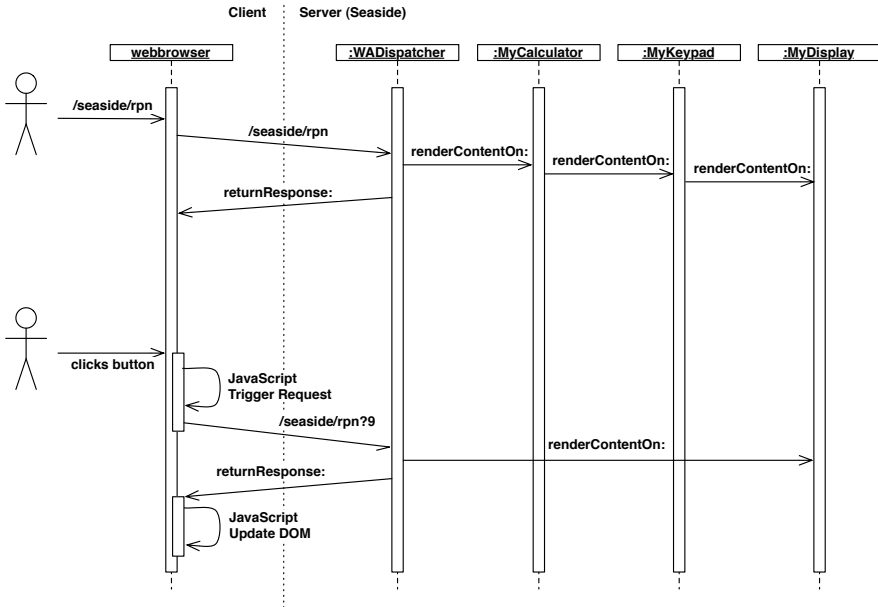 Client
Server (Seaside)
webbrowser
:WADispatcher
:MyCalculator
:MyKeypad
:MyDisplay
/seaside/rpn
/seaside/rpn
renderContentOn:
renderContentOn:
renderContentOn:
returnResponse:
clicks button
JavaScript
Trigger Request
/seaside/rpn?9
renderContentOn:
returnResponse:
JavaScript
Update DOM